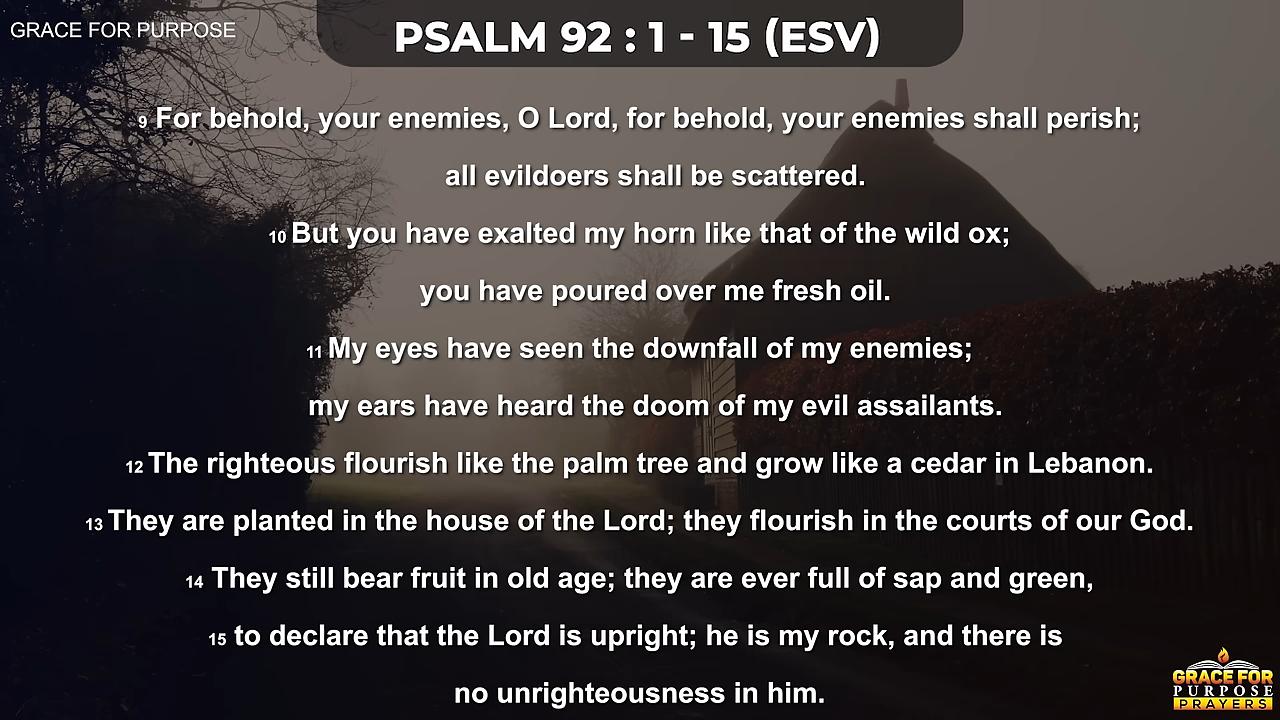 GRACE FOR PURPOSE
PSALM 92 : 1 - 15 (ESV)
9 For behold, your enemies, O Lord, for behold, your enemies shall perish;
all evildoers shall be scattered.
10 But you have exalted my horn like that of the wild ox;
you have poured over me fresh oil.
11 My eyes have seen the downfall of my enemies;
my ears have heard the doom of my evil assailants.
12 The righteous flourish like the palm tree and grow like a cedar in Lebanon.
13 They are planted in the house of the Lord; they flourish in the courts of our God.
14 They still bear fruit in old age; they are ever full of sap and green,
15 to declare that the Lord is upright; he is my rock, and there is
no unrighteousness in him.
GRACE FOR
PURPOSE
PRAYERS